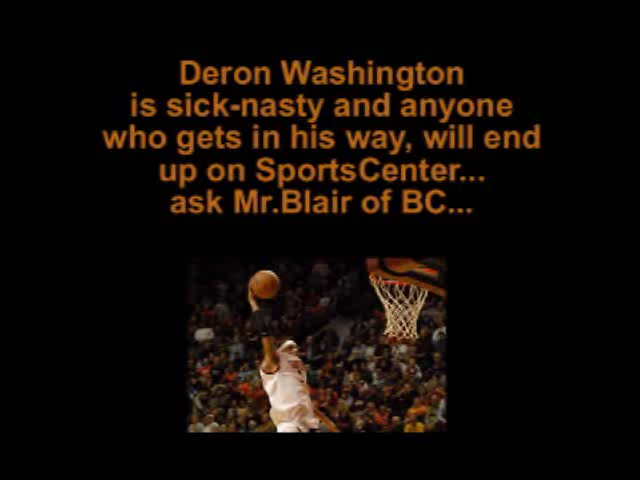 Deron Washington
is sick-nasty and anyone
who gets in his way, will end
up on SportsCenter...
ask Mr.Blair of BC...